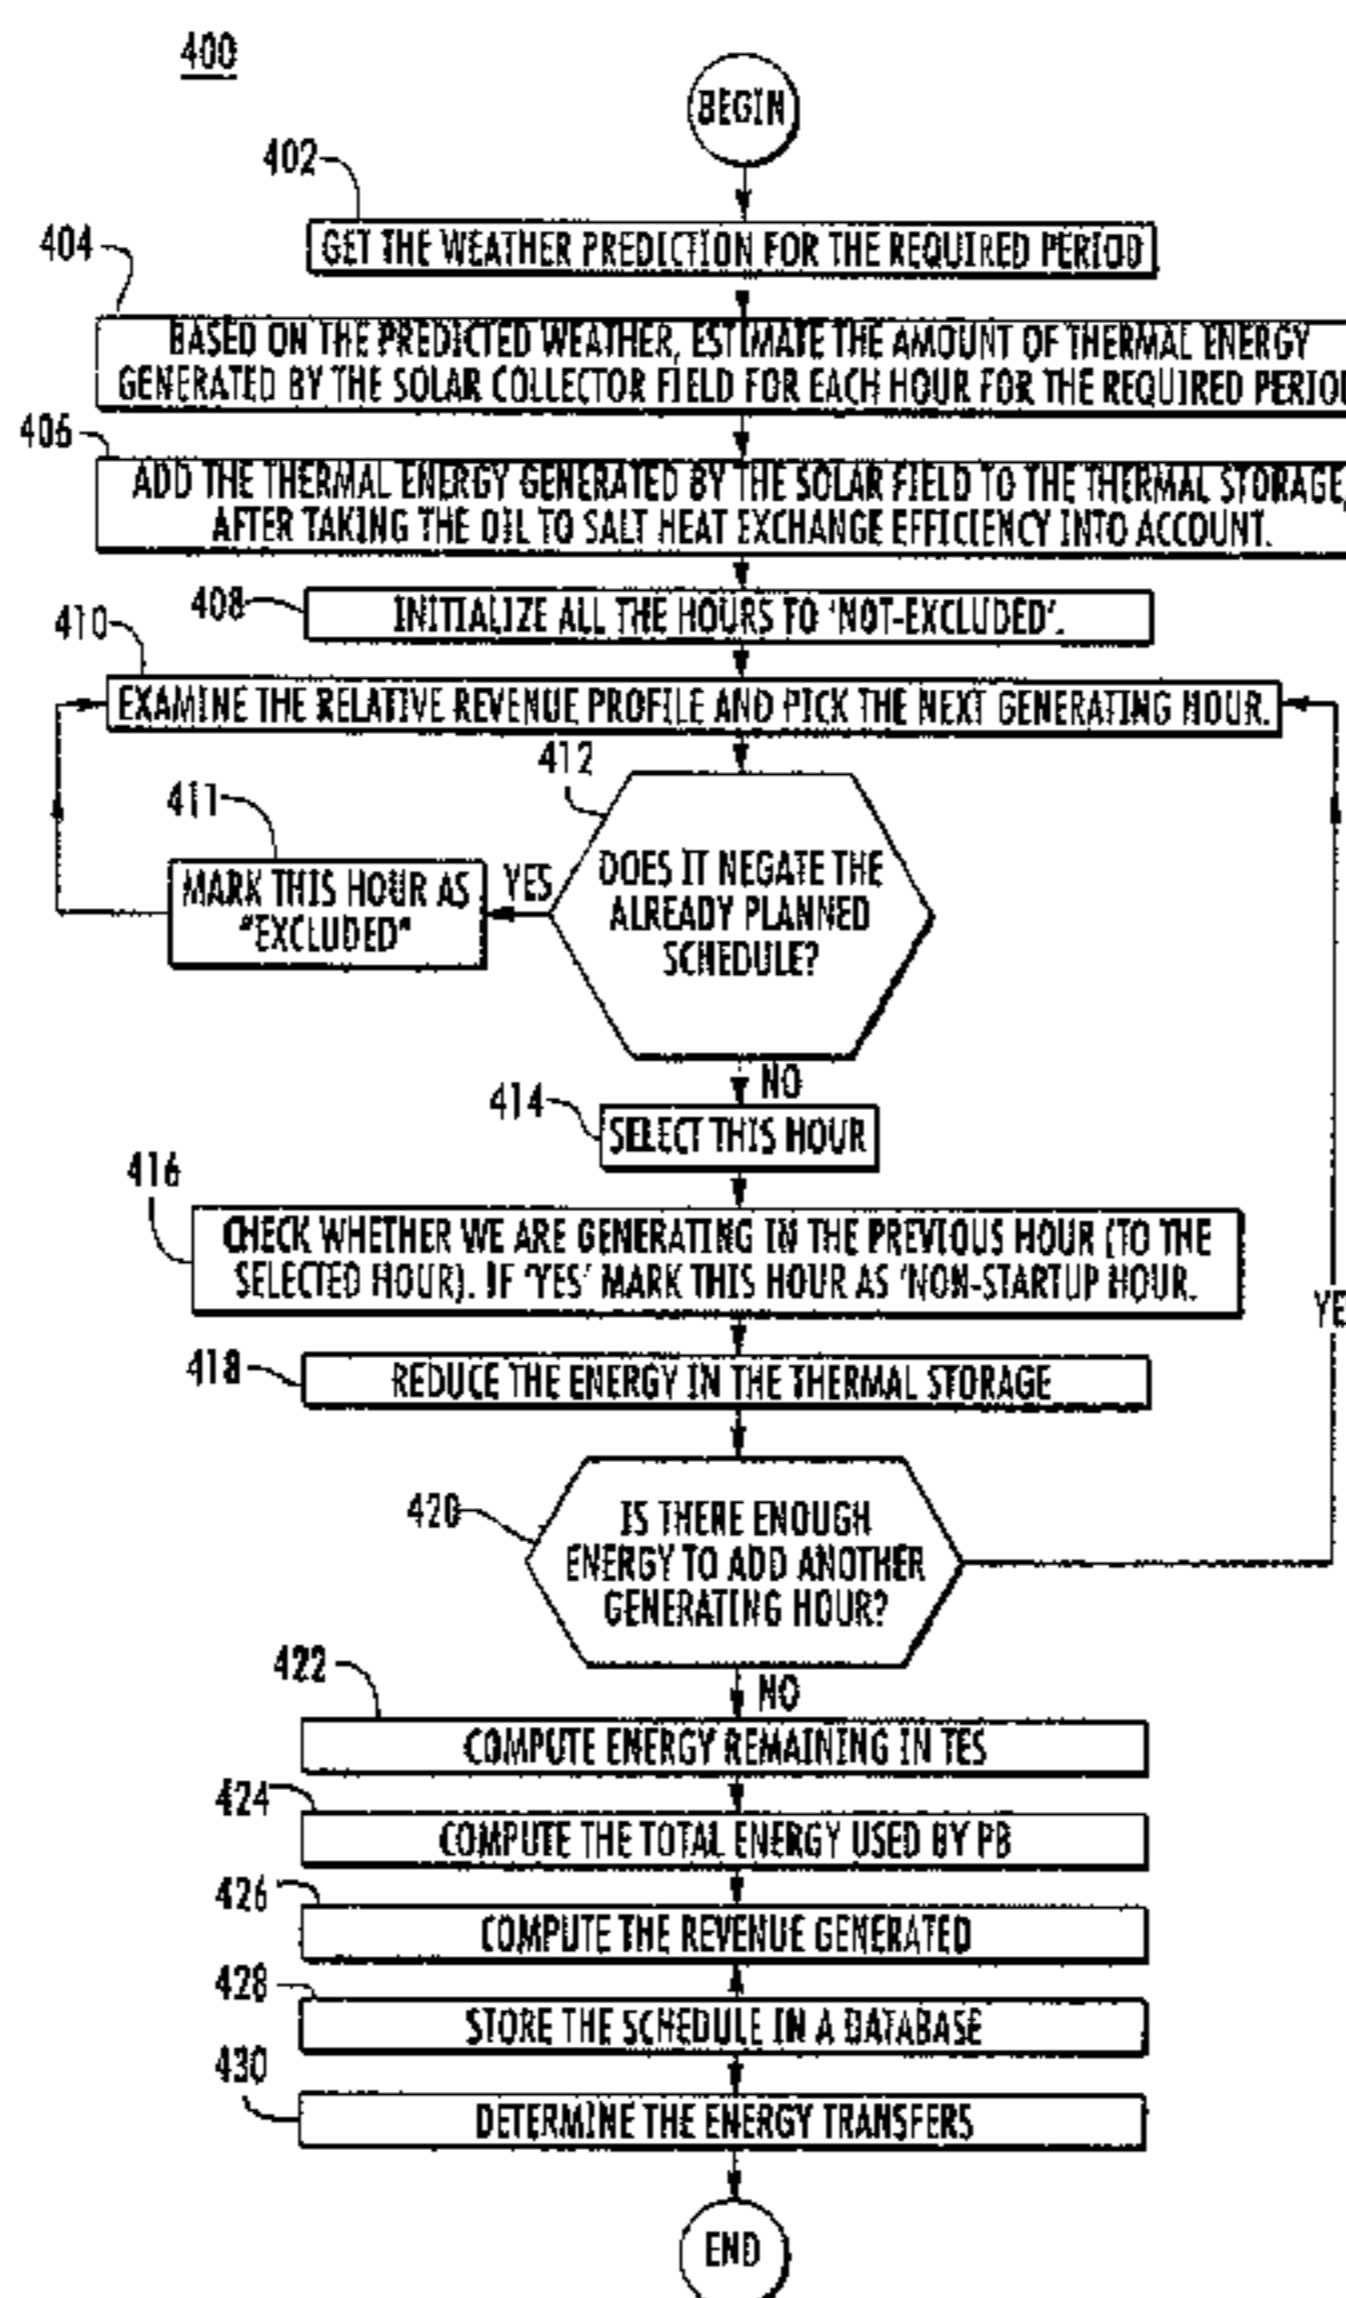 400
BEGIN
402
GET THE WEATHER PREDICTION FOR THE REQUIRED PERIOD
404
BASED ON THE PREDICTED WEATHER, ESTIMATE THE AMOUNT OF THERMAL ENERGY
GENERATED BY THE SOLAR COLLECTOR FIELD FOR EACH HOUR FOR THE REQUIRED
406
ADD THE THERMAL ENERGY GENERATED BY THE SOLAR FIELD TO THE THERMAL STORAGE,
AFTER TAKING THE OIL TO SALT HEAT EXCHANGE EFFICIENCY INTO ACCOUNT.
408
INITIALIZE ALL THE HOURS TO 'NOT-EXCLUDED'.
410
EXAMINE THE RELATIVE REVENUE PROFILE AND PICK THE NEXT GENERATING HOUR.
412
DOES IT NEGATE THE
ALREADY PLANNED
SCHEDULE?
YES
411
MARK THIS HOUR AS
"EXCLUDED"
NO
414
SELECT THIS HOUR
416
CHECK WHETHER WE ARE GENERATING IN THE PREVIOUS HOUR (TO THE
SELECTED HOUR). IF 'YES' MARK THIS HOUR AS 'NON-STARTUP HOUR.
418
REDUCE THE ENERGY IN THE THERMAL STORAGE
420
IS THERE ENOUGH
ENERGY TO ADD ANOTHER
GENERATING HOUR?
NO
422
COMPUTE ENERGY REMAINING IN TES
424
COMPUTE THE TOTAL ENERGY USED BY PB
426
COMPUTE THE REVENUE GENERATED
428
STORE THE SCHEDULE IN A DATABASE
430
DETERMINE THE ENERGY TRANSFERS
END